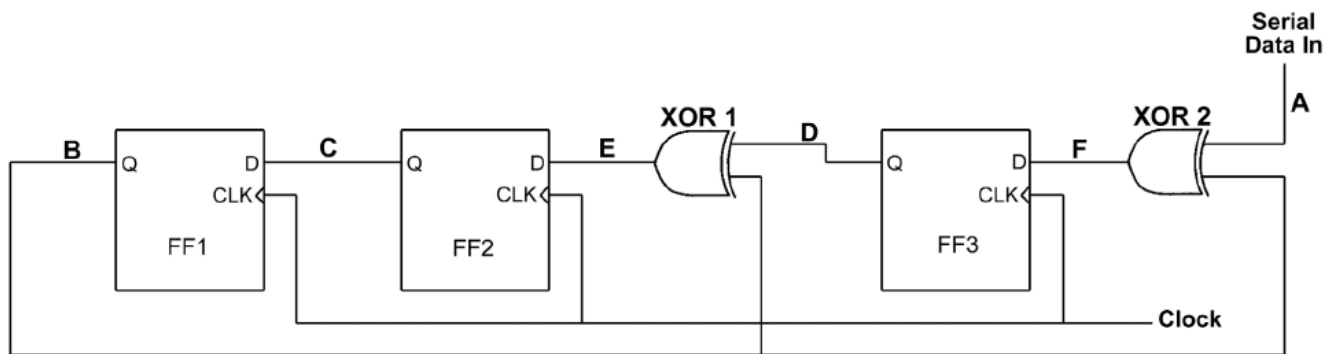 Serial
Data In
A
XOR 1
XOR 2
B
C
E
D
F
Q
D
Q
D
Q
D
CLK
CLK
CLK
FF1
FF2
FF3
Clock